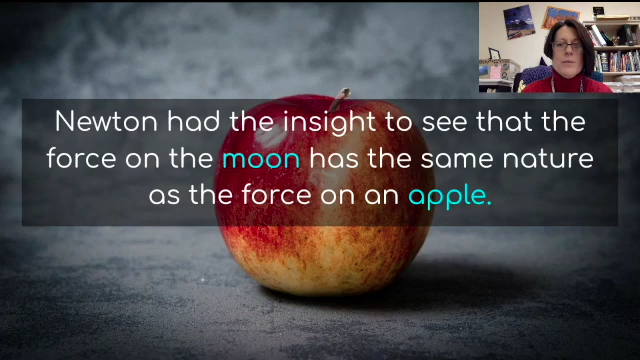 Newton had the insight to see that the
force on the moon has the same nature
as the force on an apple.